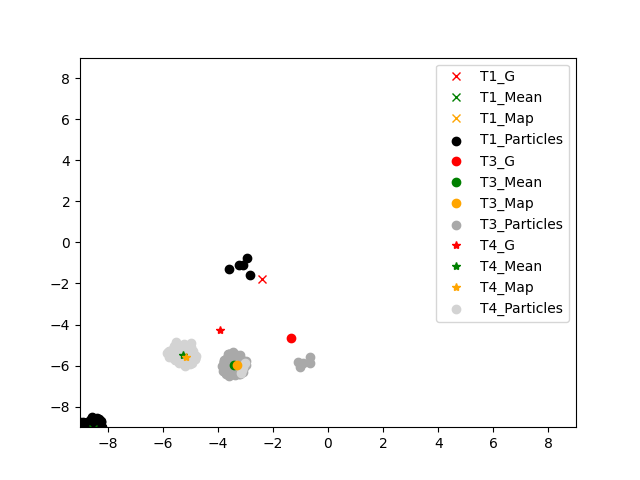 8
6
4
2
0
−2
−4
−6
−8
−8 −6 −4 −2 0 2 4 6 8
T1_G
T1_Mean
T1_Map
T1_Particles
T3_G
T3_Mean
T3_Map
T3_Particles
T4_G
T4_Mean
T4_Map
T4_Particles